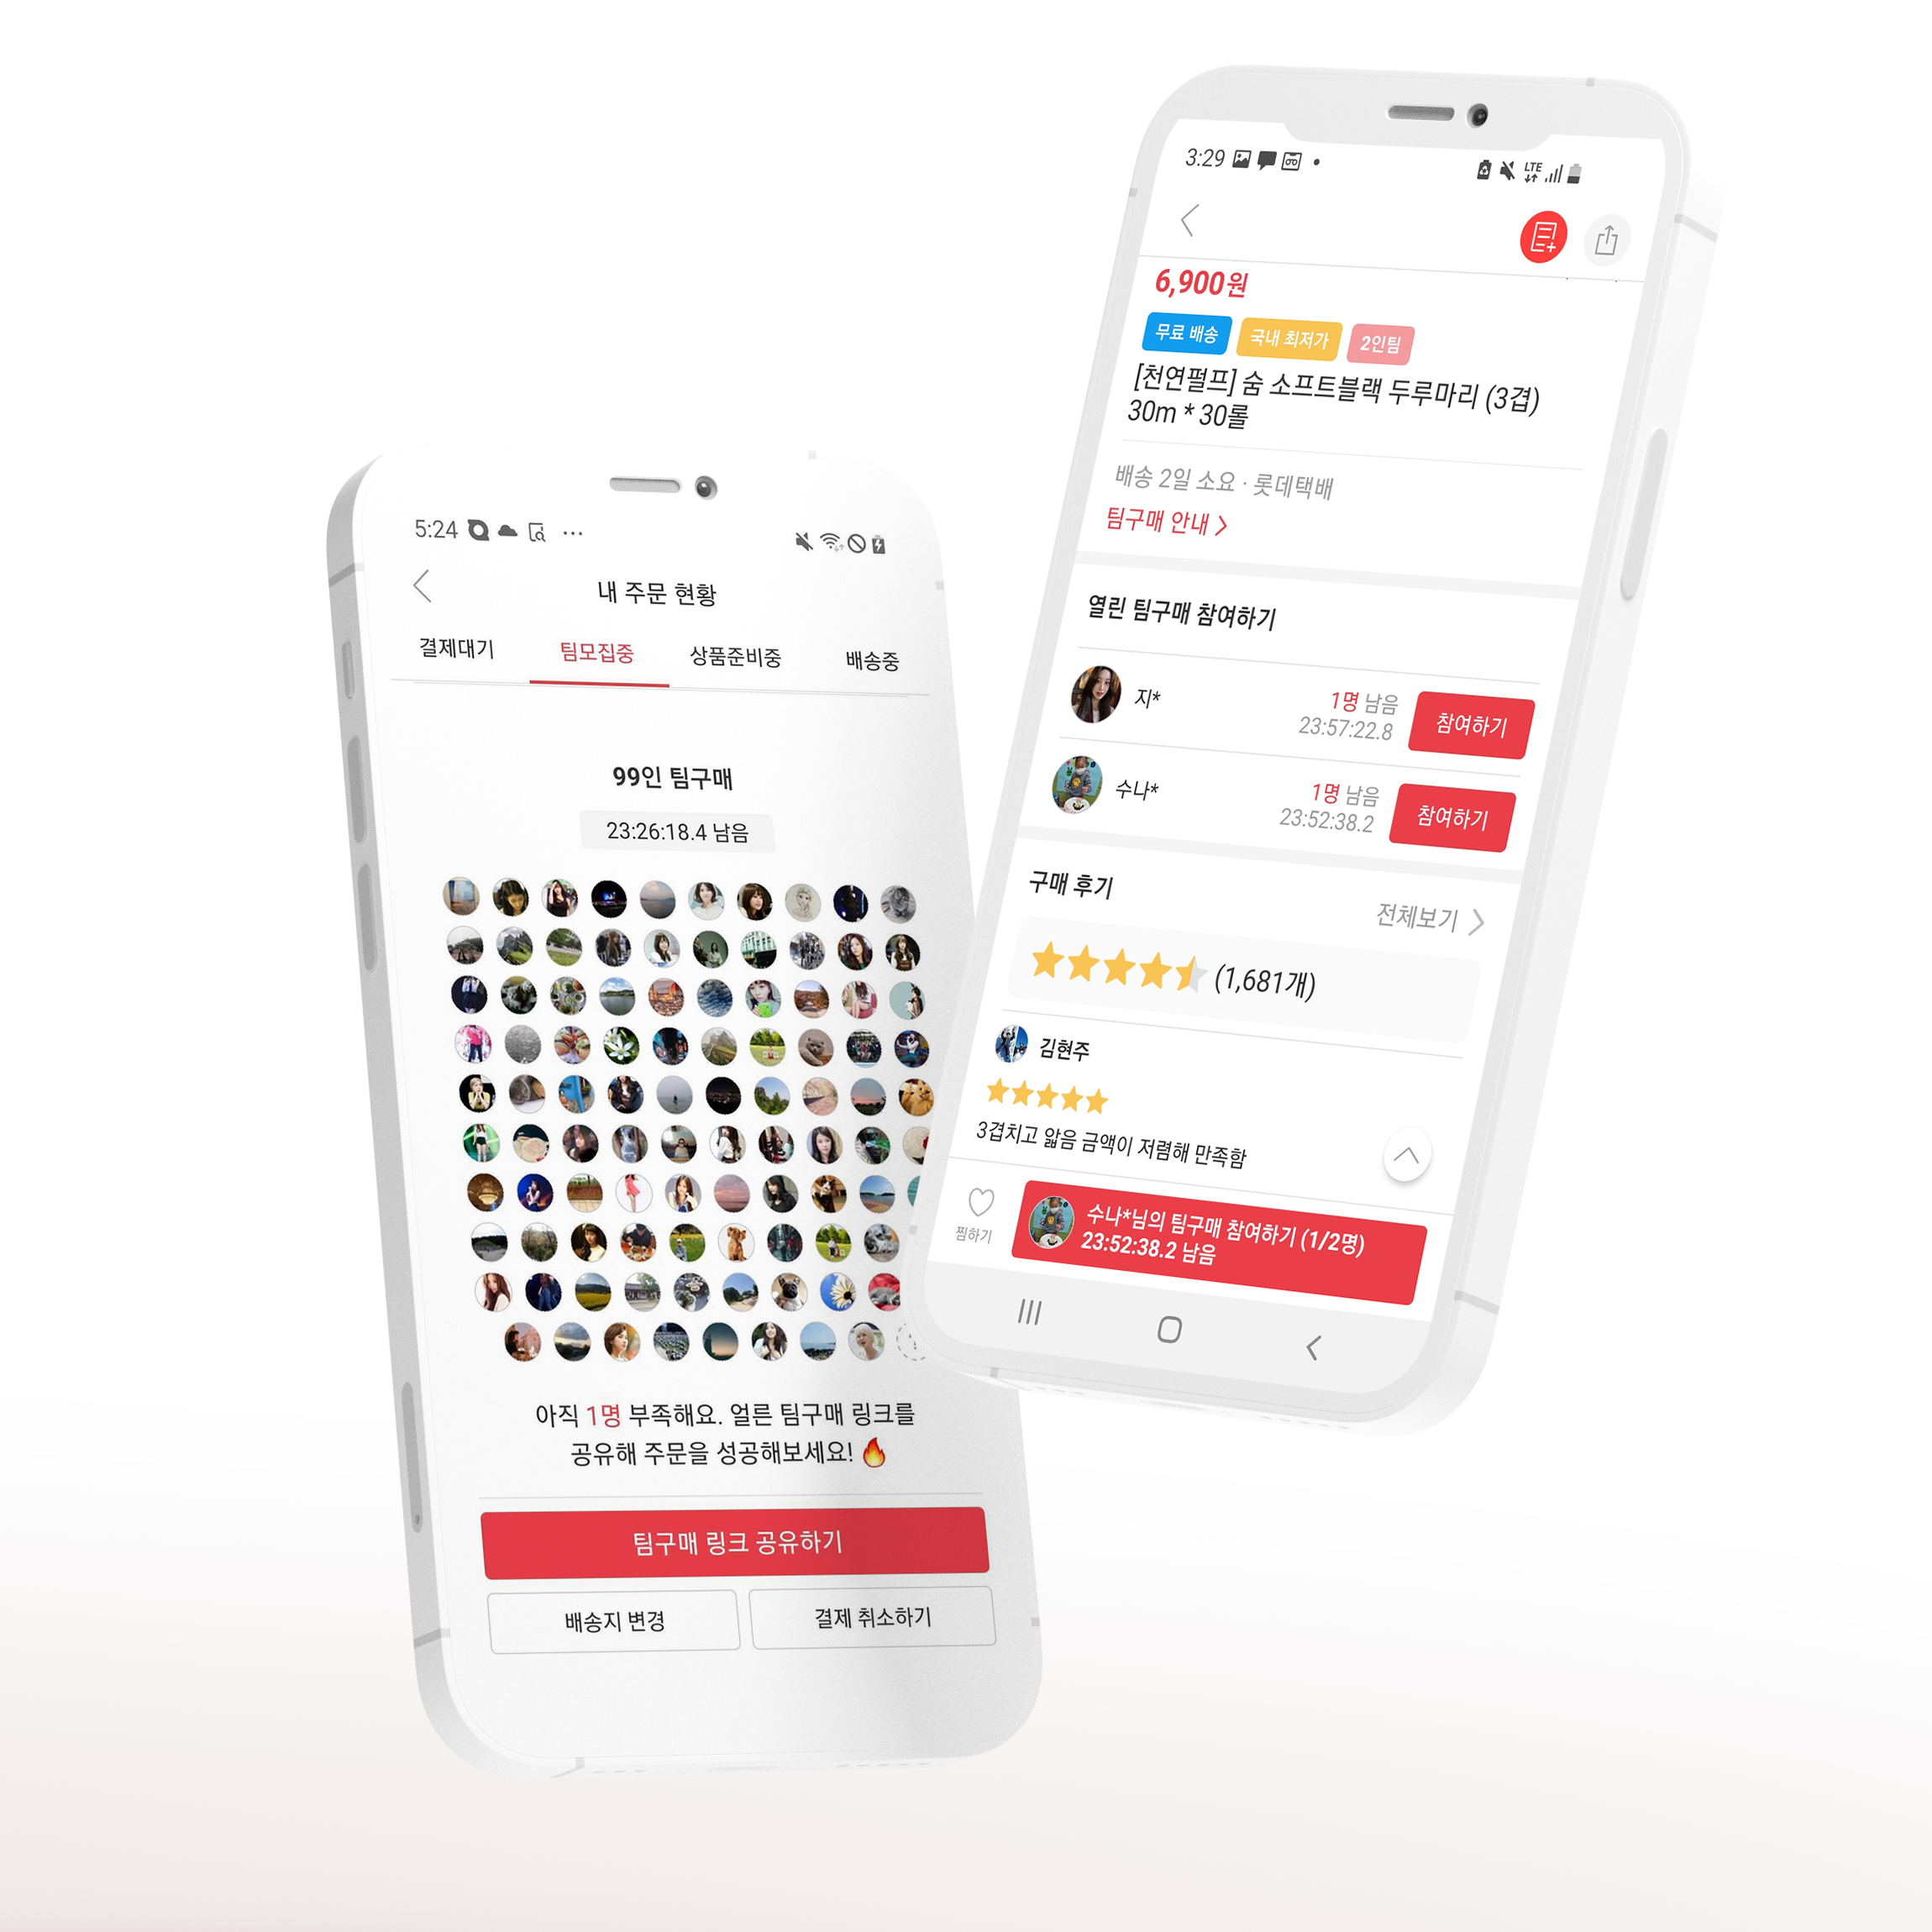 5:24
내 주문 현황
결제대기 팀모집중 상품준비중 배송중
99인 팀구매
23:26:18.4 남음
아직 1명 부족해요. 얼른 팀구매 링크를
공유해 주문을 성공해보세요! 🔥
팀구매 링크 공유하기
배송지 변경 결제 취소하기
3:29 LTE
6,900원
무료 배송 국내 최저가 2인팀
[천연펄프] 숨 소프트블랙 두루마리 (3겹)
30m * 30롤
배송 2일 소요 · 롯데택배
팀구매 안내 >
열린 팀구매 참여하기
지* 1명 남음
23:57:22.8
참여하기
수나* 1명 남음
23:52:38.2
참여하기
구매 후기 전체보기 >
(1,681개)
김현주
3겹치고 얇음 금액이 저렴해 만족함
찜하기
수나*님의 팀구매 참여하기 (1/2명)
23:52:38.2 남음